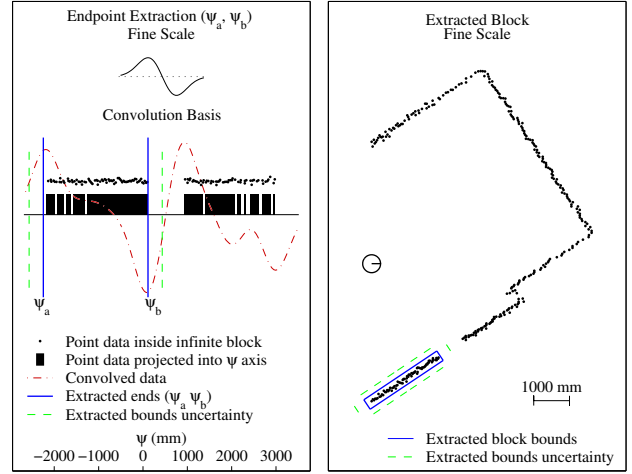 Endpoint Extraction (ψa, ψb)
Fine Scale
Convolution Basis
ψa
ψb
Point data inside infinite block
Point data projected into ψ axis
Convolved data
Extracted ends (ψa ψb)
Extracted bounds uncertainty
ψ (mm)
−2000 −1000 0 1000 2000 3000
Extracted Block
Fine Scale
1000 mm
Extracted block bounds
Extracted bounds uncertainty